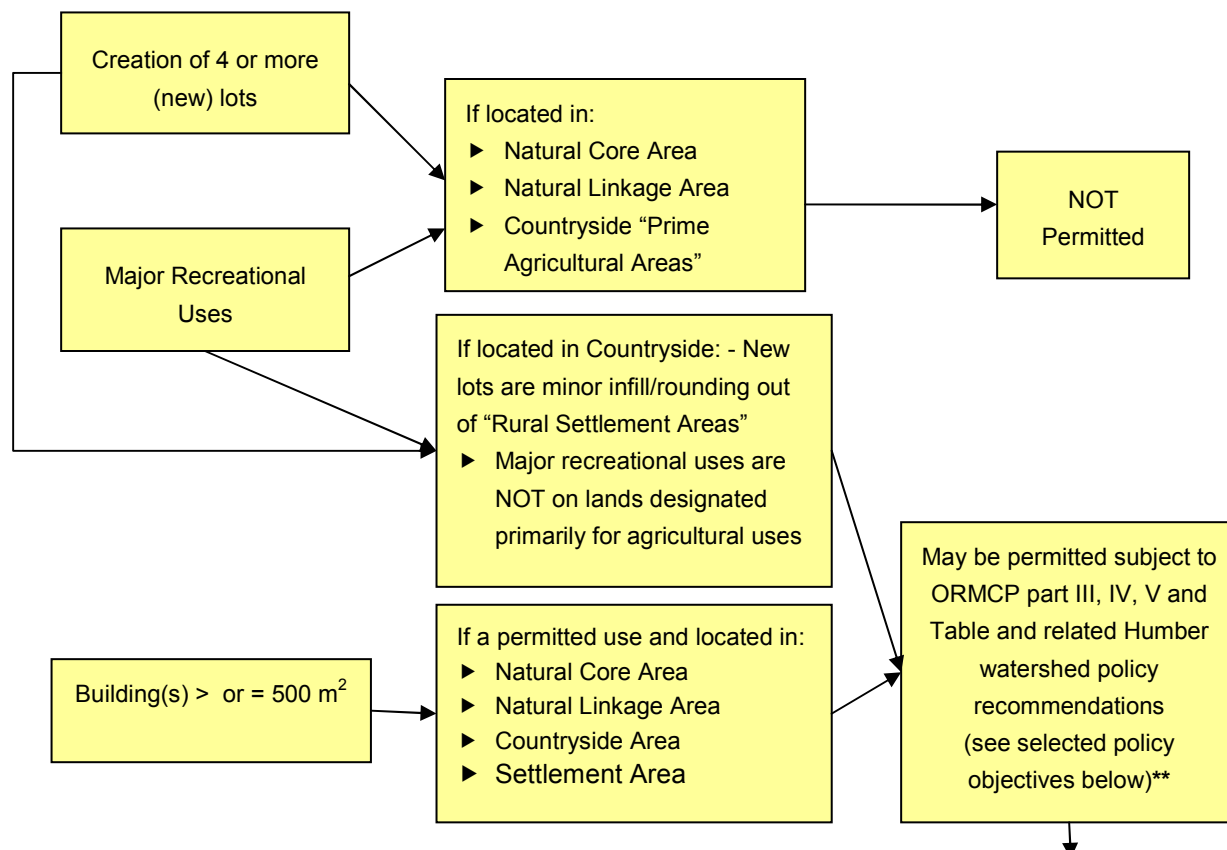 Creation of 4 or more
(new) lots
If located in:
▶ Natural Core Area
▶ Natural Linkage Area
▶ Countryside “Prime
Agricultural Areas”
NOT
Permitted
Major Recreational
Uses
If located in Countryside: - New
lots are minor infill/rounding out
of “Rural Settlement Areas”
▶ Major recreational uses are
NOT on lands designated
primarily for agricultural uses
May be permitted subject to
ORMCP part III, IV, V and
Table and related Humber
watershed policy
recommendations
(see selected policy
objectives below)**
Building(s) > or = 500 m²
If a permitted use and located in:
▶ Natural Core Area
▶ Natural Linkage Area
▶ Countryside Area
▶ Settlement Area